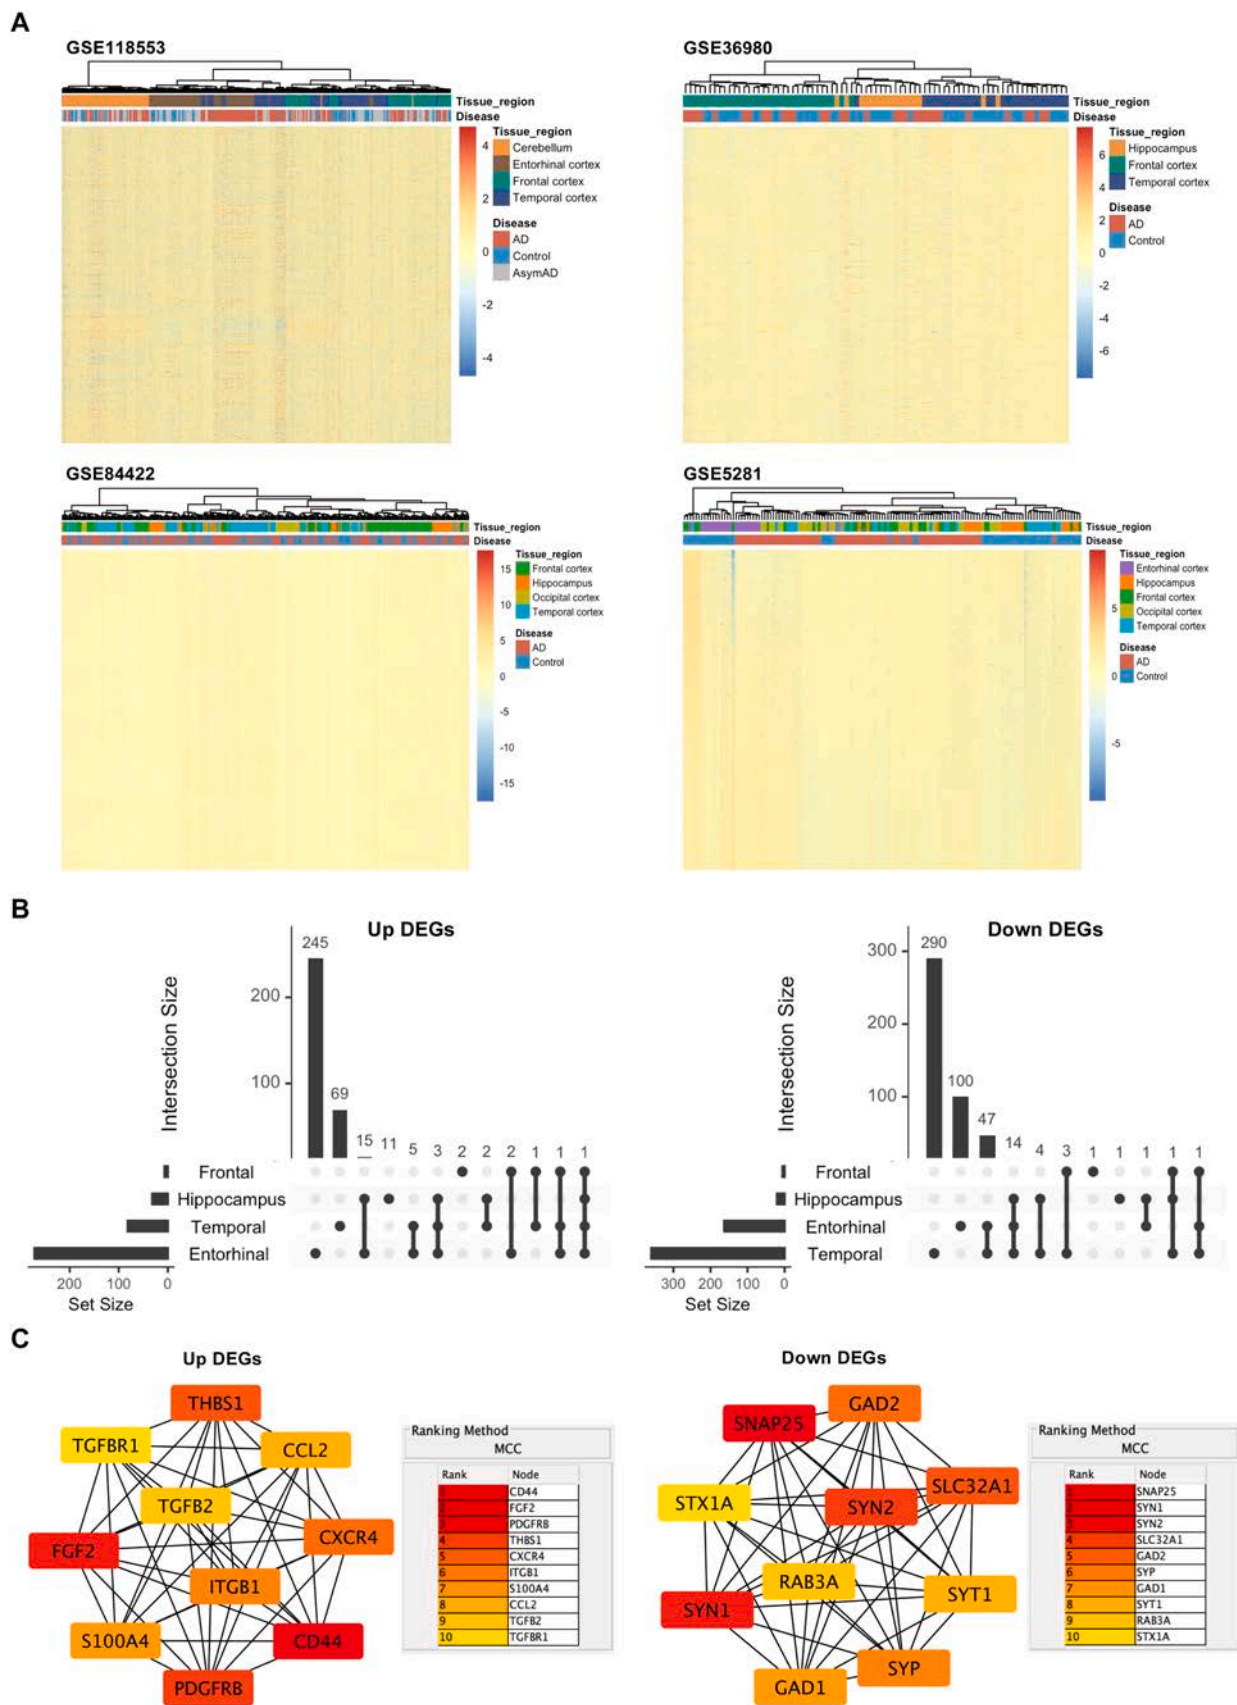 A
GSE118553
Tissue_region
Disease
4
2
0
-2
-4
Tissue_region
Cerebellum
Entorhinal cortex
Frontal cortex
Temporal cortex
Disease
AD
Control
AsymAD
GSE36980
Tissue_region
Disease
6
4
2
0
-2
-4
-6
Tissue_region
Hippocampus
Frontal cortex
Temporal cortex
Disease
AD
Control
GSE84422
Tissue_region
Disease
15
10
5
0
-5
-10
-15
Tissue_region
Frontal cortex
Hippocampus
Occipital cortex
Temporal cortex
Disease
AD
Control
GSE5281
Tissue_region
Disease
5
0
-5
Tissue_region
Entorhinal cortex
Hippocampus
Frontal cortex
Occipital cortex
Temporal cortex
Disease
AD
Control
B
Up DEGs
Intersection Size
200
100
245 69 15 11 5 3 2 2 2 1 1 1
Frontal
Hippocampus
Temporal
Entorhinal
200 100 0
Set Size
Down DEGs
Intersection Size
300
200
100
290 100 47 14 4 3 1 1 1 1 1
Frontal
Hippocampus
Entorhinal
Temporal
300 200 100 0
Set Size
C
Up DEGs
THBS1
TGFBR1
CCL2
TGFB2
CXCR4
FGF2
ITGB1
S100A4
CD44
PDGFRB
Ranking Method
MCC
Rank Node
1 CD44
2 FGF2
3 PDGFRB
4 THBS1
5 CXCR4
6 ITGB1
7 S100A4
8 CCL2
9 TGFB2
10 TGFBR1
Down DEGs
GAD2
SNAP25
SLC32A1
STX1A
SYN2
RAB3A
SYT1
SYN1
SYP
GAD1
Ranking Method
MCC
Rank Node
1 SNAP25
2 SYN1
3 SYN2
4 SLC32A1
5 GAD2
6 SYP
7 GAD1
8 SYT1
9 RAB3A
10 STX1A